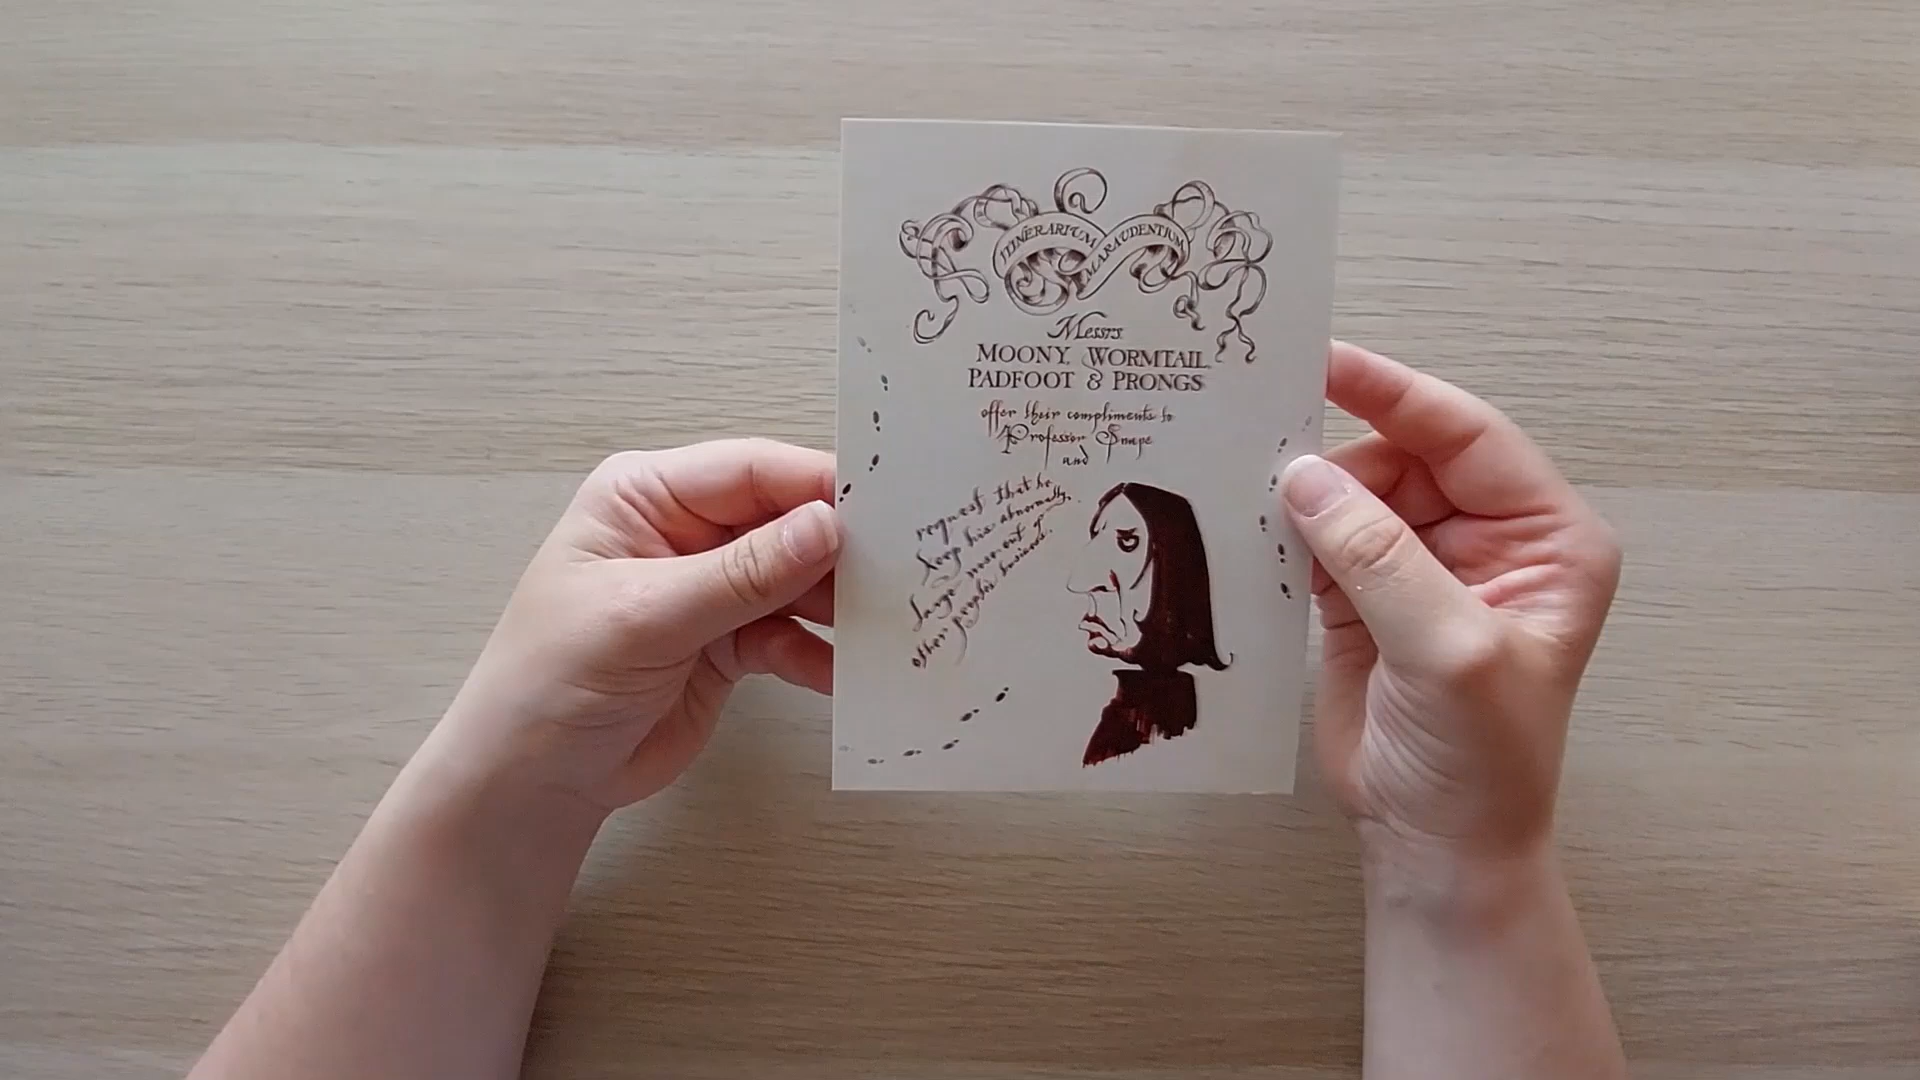 ITINERARIUM
MARAUDENTIUM
Messrs.
MOONY, WORMTAIL,
PADFOOT & PRONGS
offer their compliments to
Professor Snape
and
request that he
keep his abnormally
large nose out of
other people's business.